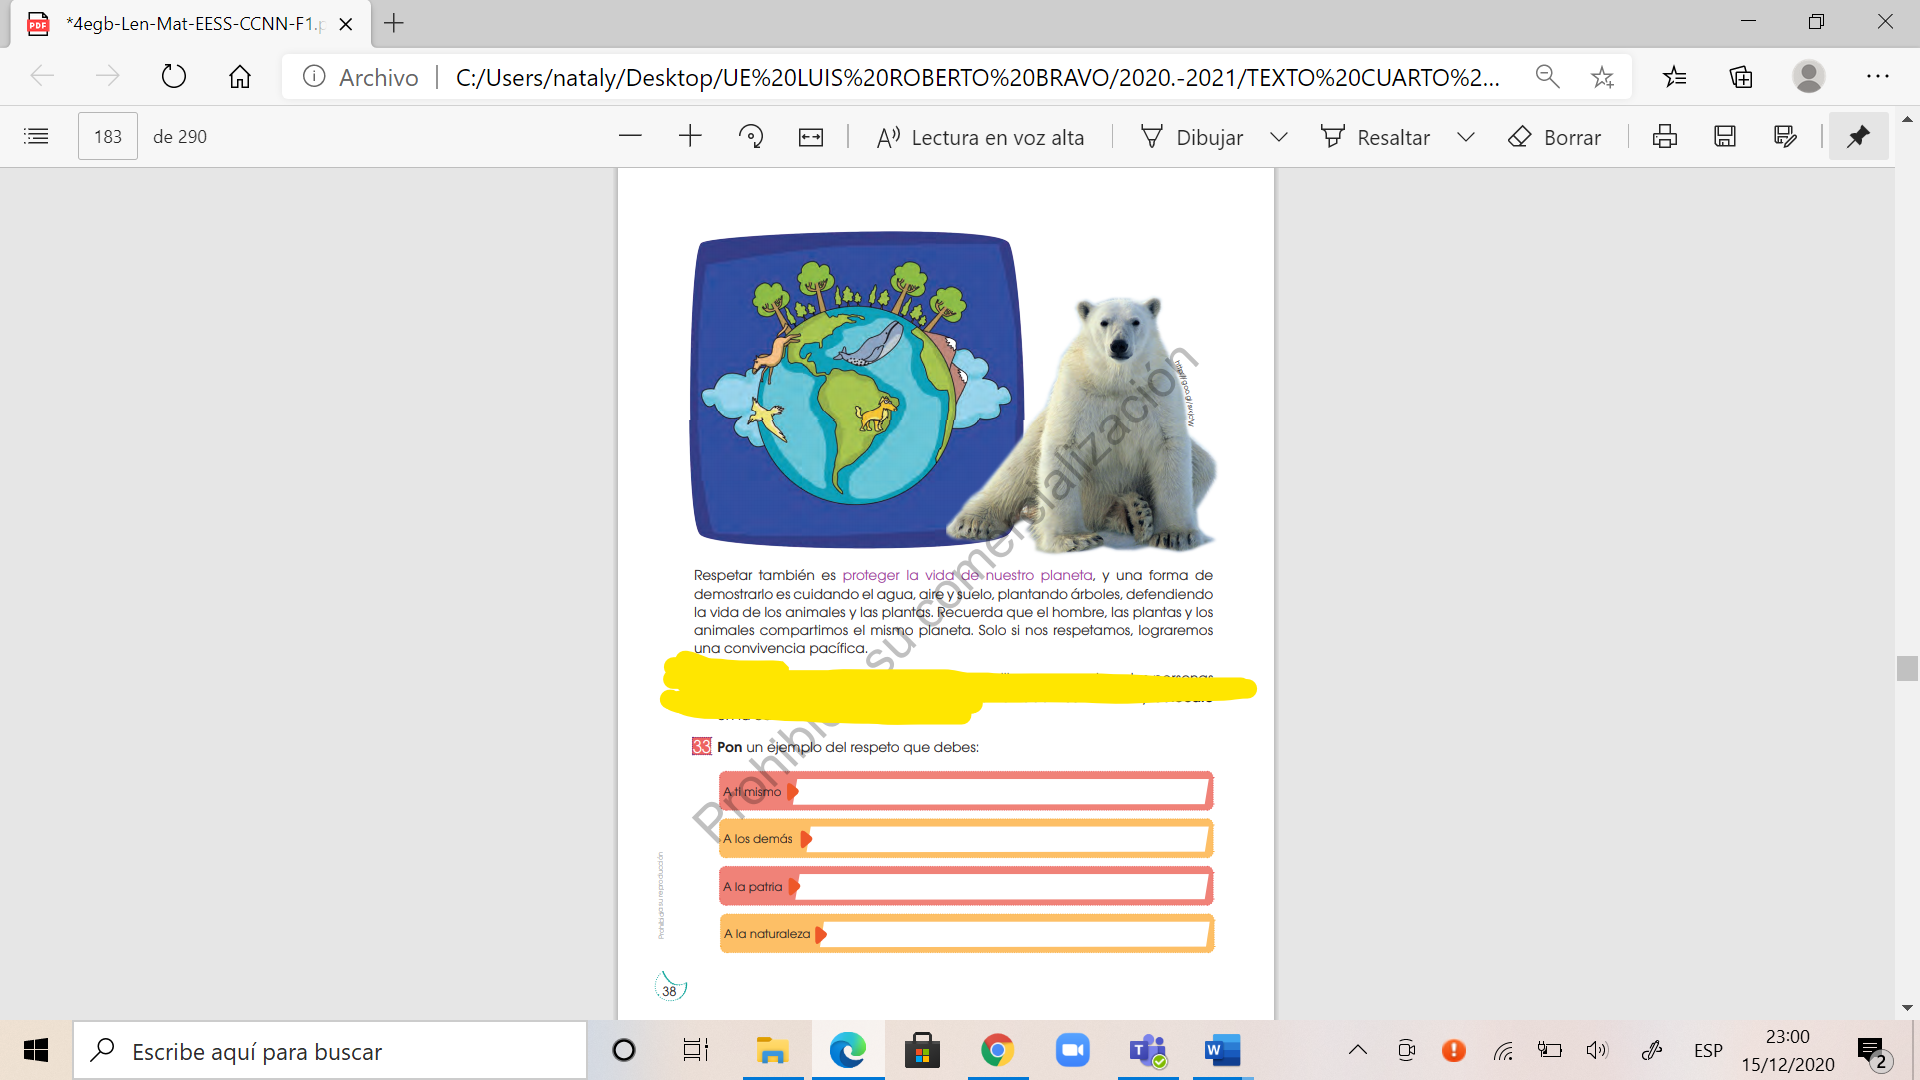 *4egb-Len-Mat-EESS-CCNN-F1.p
Archivo
C:/Users/nataly/Desktop/UE%20LUIS%20ROBERTO%20BRAVO/2020.-2021/TEXTO%20CUARTO%2...
183
de 290
Lectura en voz alta
Dibujar
Resaltar
Borrar
Respetar también es proteger la vida de nuestro planeta, y una forma de
demostrarlo es cuidando el agua, aire y suelo, plantando árboles, defendiendo
la vida de los animales y las plantas. Recuerda que el hombre, las plantas y los
animales compartimos el mismo planeta. Solo si nos respetamos, lograremos
una convivencia pacífica.
personas
33 Pon un ejemplo del respeto que debes:
A ti mismo
A los demás
A la patria
A la naturaleza
Prohibida su reproducción
38
su comercialización
Escribe aquí para buscar
ESP
23:00
15/12/2020
2